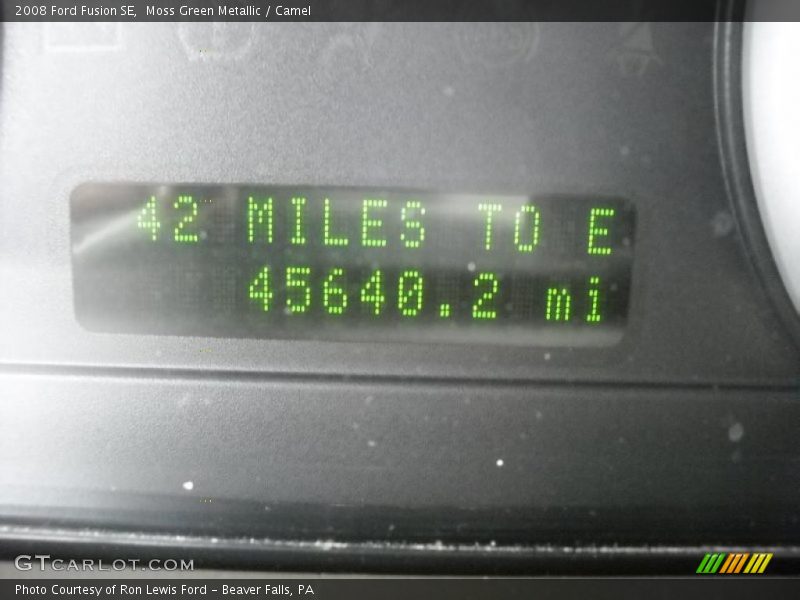 2008 Ford Fusion SE,  Moss Green Metallic / Camel
42 MILES TO E
45640.2 mi
GTCARLOT.COM
Photo Courtesy of Ron Lewis Ford - Beaver Falls, PA